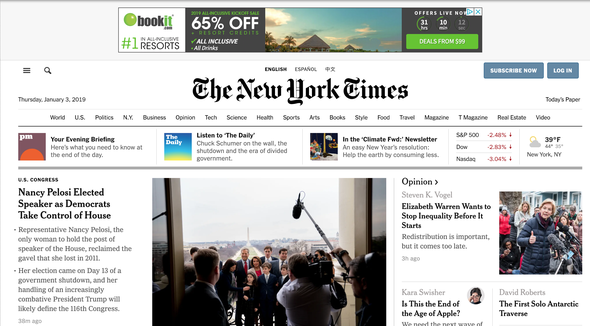 bookit
.com
#1 IN ALL-INCLUSIVE
RESORTS
2019 ALL-INCLUSIVE KICKOFF SALE
65% OFF
+ RESORT CREDITS
✓ ALL INCLUSIVE
✓ All Drinks
OFFERS LIVE NOW
31 10 12
hrs min sec
DEALS FROM $99
ENGLISH ESPAÑOL 中文
SUBSCRIBE NOW LOG IN
The New York Times
Thursday, January 3, 2019
Today's Paper
World U.S. Politics N.Y. Business Opinion Tech Science Health Sports Arts Books Style Food Travel Magazine T Magazine Real Estate Video
pm
Your Evening Briefing
Here's what you need to know at
the end of the day.
The
Daily
Listen to 'The Daily'
Chuck Schumer on the wall, the
shutdown and the era of divided
government.
In the 'Climate Fwd:' Newsletter
An easy New Year's resolution:
Help the earth by consuming less.
S&P 500 -2.48% ↓
Dow -2.83% ↓
Nasdaq -3.04% ↓
39°F
44° 35°
New York, NY
U.S. CONGRESS
Nancy Pelosi Elected
Speaker as Democrats
Take Control of House
• Representative Nancy Pelosi, the
only woman to hold the post of
speaker of the House, reclaimed the
gavel that she lost in 2011.
• Her election came on Day 13 of a
government shutdown, and her
handling of an increasingly
combative President Trump will
likely define the 116th Congress.
38m ago
Opinion >
Steven K. Vogel
Elizabeth Warren Wants to
Stop Inequality Before It
Starts
Redistribution is important,
but it comes too late.
3h ago
Kara Swisher
Is This the End of
the Age of Apple?
We need the next wave of
David Roberts
The First Solo Antarctic
Traverse